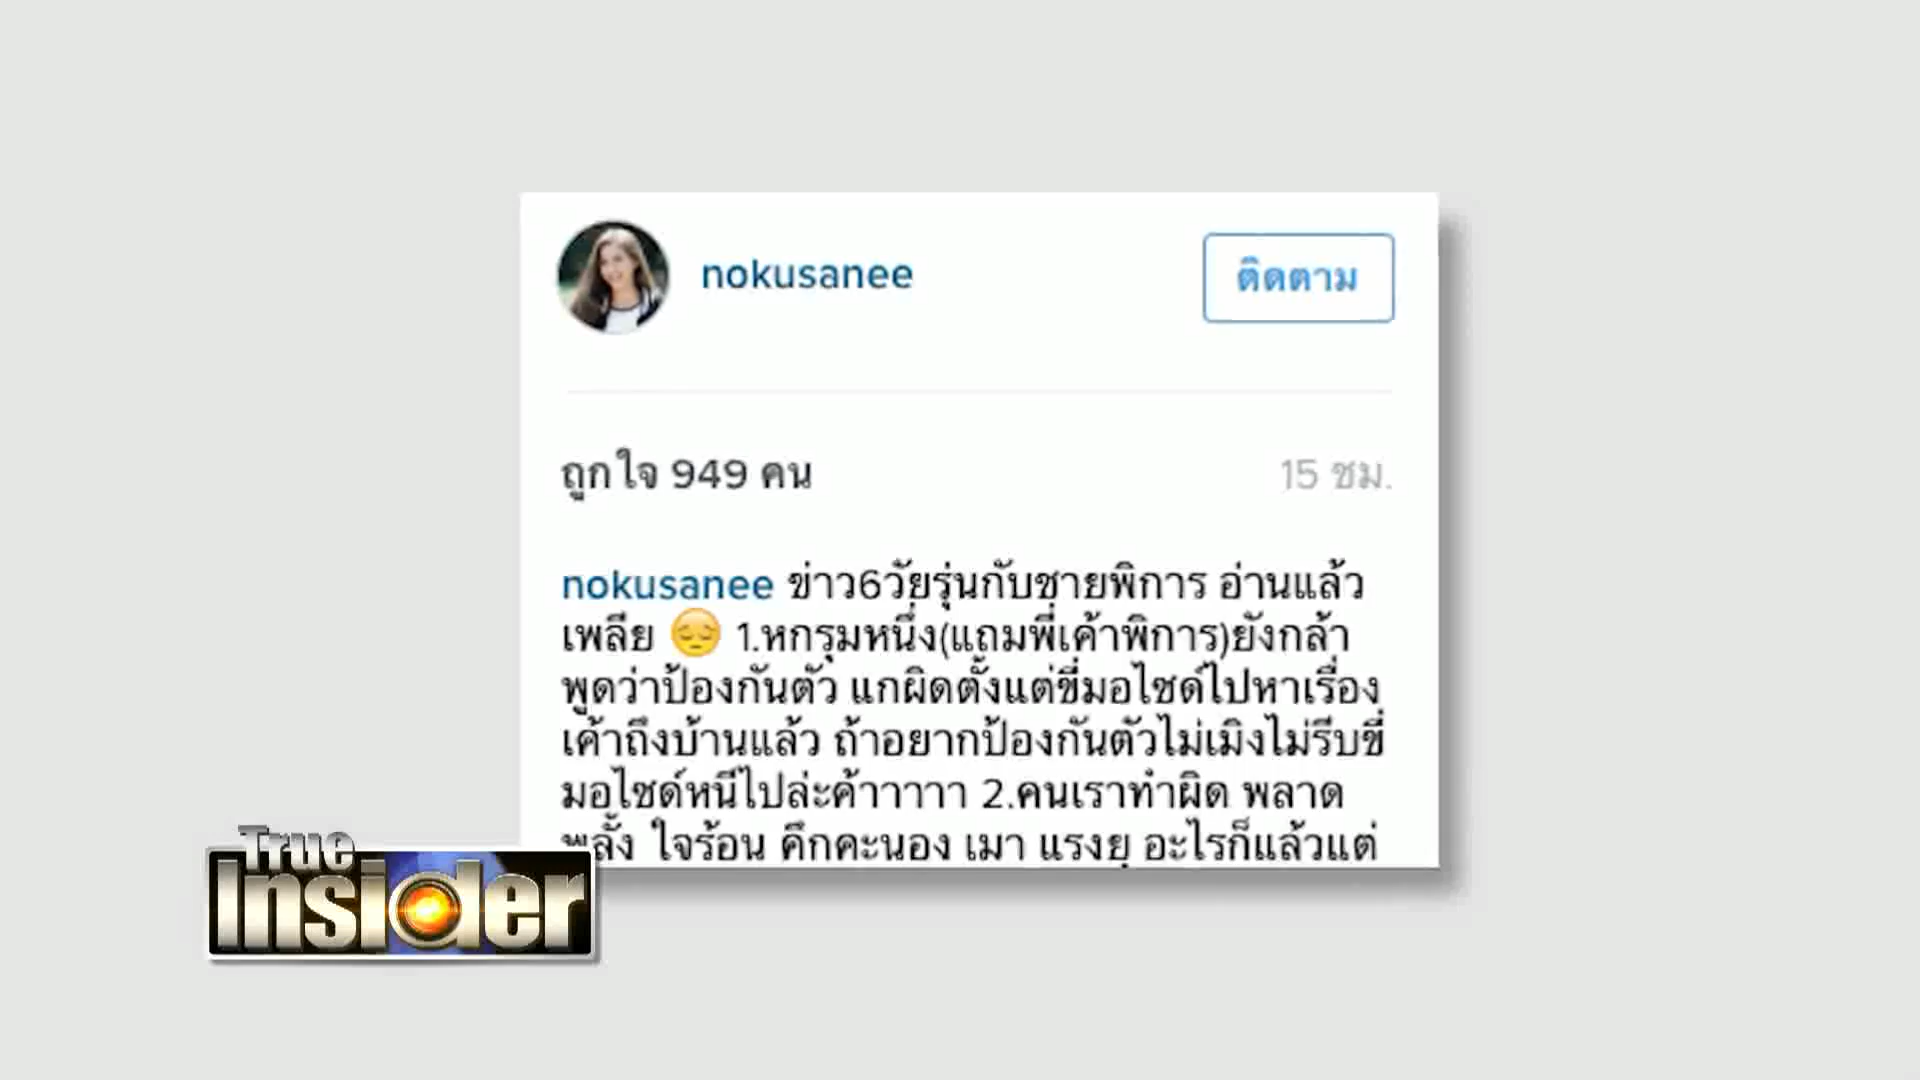 nokusanee
ติดตาม
ถูกใจ 949 คน
15 ชม.
nokusanee ข่าว6วัยรุ่นกับชายพิการ อ่านแล้ว
เพลีย 😔 1.หกรุมหนึ่ง(แถมพี่เค้าพิการ)ยังกล้า
พูดว่าป้องกันตัว แกผิดตั้งแต่ขี่มอไซด์ไปหาเรื่อง
เค้าถึงบ้านแล้ว ถ้าอยากป้องกันตัวไม่เมิงไม่รีบขี่
มอไซด์หนีไปล่ะค้าาาาา 2.คนเราทำผิด พลาด
พลั้ง ใจร้อน คึกคะนอง เมา แรงยุ อะไรก็แล้วแต่
True
Insider